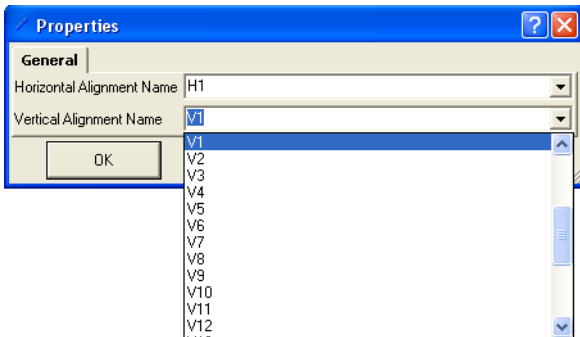 Properties
General
Horizontal Alignment Name H1
Vertical Alignment Name V1
OK
V1
V2
V3
V4
V5
V6
V7
V8
V9
V10
V11
V12